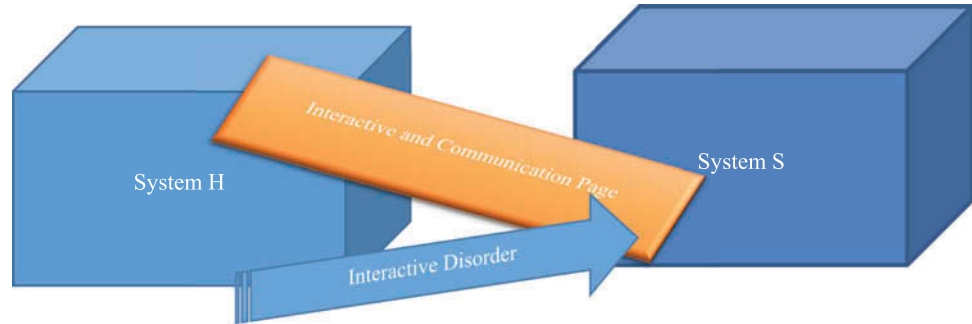 System H
Interactive and Communication Page
System S
Interactive Disorder